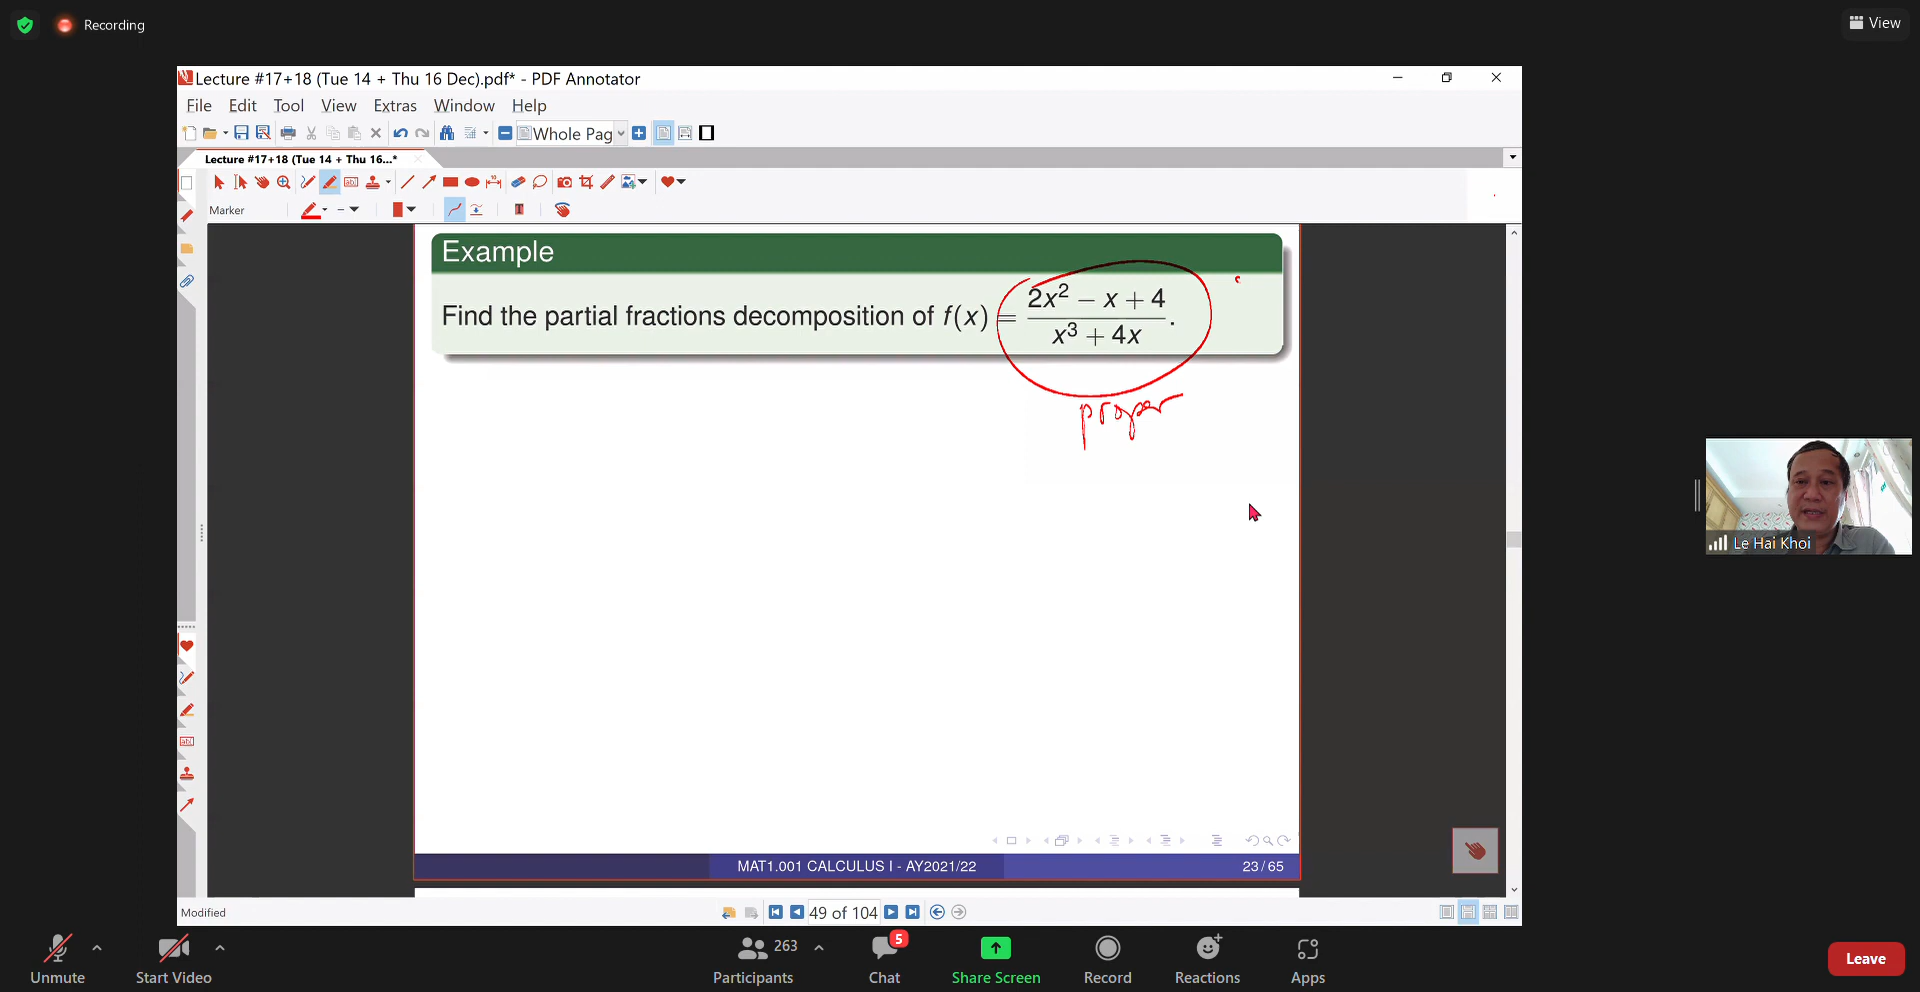 Recording
View
Lecture #17+18 (Tue 14 + Thu 16 Dec).pdf* - PDF Annotator
File Edit Tool View Extras Window Help
Whole Pag
Lecture #17+18 (Tue 14 + Thu 16...*
Marker
Example
Find the partial fractions decomposition of f(x) = \frac{2x² − x + 4}{x³ + 4x}.
proper
Le Hai Khoi
MAT1.001 CALCULUS I - AY2021/22
23 / 65
Modified
49 of 104
Unmute
Start Video
263
Participants
5
Chat
Share Screen
Record
Reactions
Apps
Leave